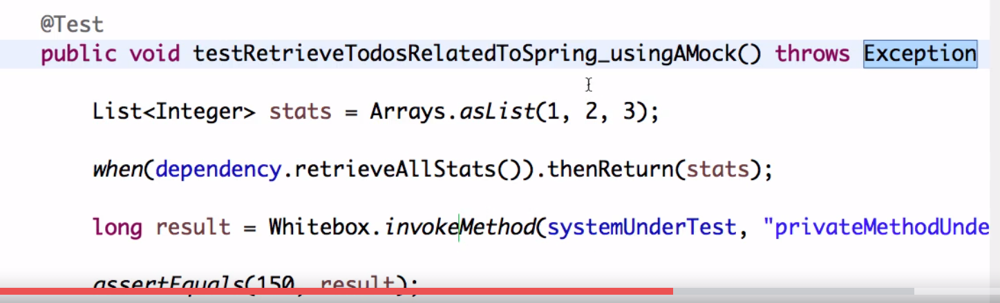 @Test
public void testRetrieveTodosRelatedToSpring_usingAMock() throws Exception
List<Integer> stats = Arrays.asList(1, 2, 3);
when(dependency.retrieveAllStats()).thenReturn(stats);
long result = Whitebox.invokeMethod(systemUnderTest, "privateMethodUnde
assertEquals(150, result);